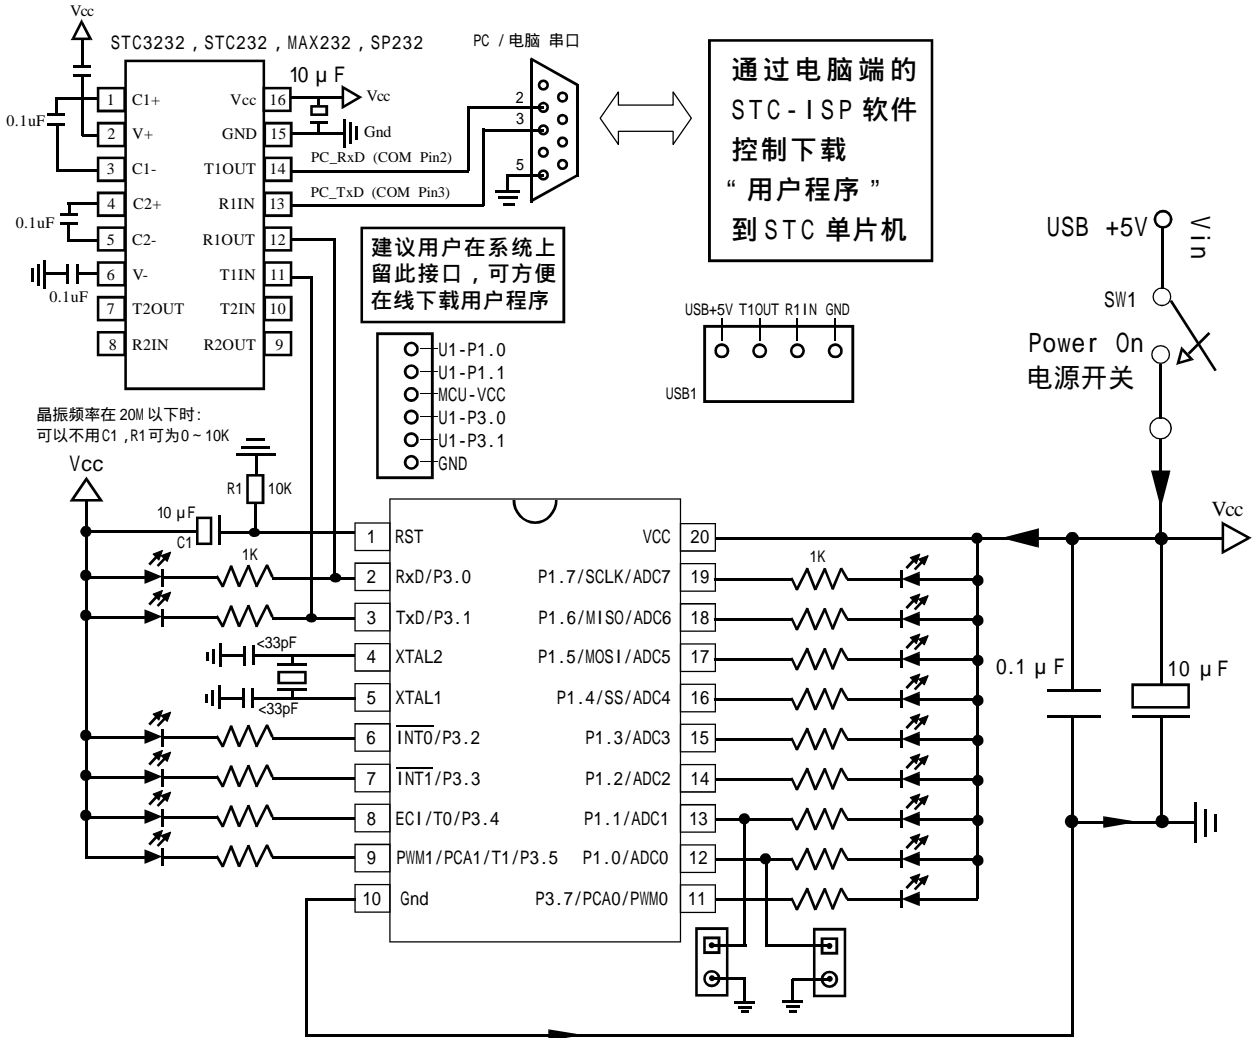 Vcc
STC3232 , STC232 , MAX232 , SP232
1 C1+ Vcc 16
2 V+ GND 15
3 C1- T1OUT 14
4 C2+ R1IN 13
5 C2- R1OUT 12
6 V- T1IN 11
7 T2OUT T2IN 10
8 R2IN R2OUT 9
0.1uF
0.1uF
0.1uF
10 μF
Vcc
Gnd
PC_RxD (COM Pin2)
PC_TxD (COM Pin3)
PC / 电脑 串口
2
3
5
通过电脑端的
STC-ISP 软件
控制下载
“用户程序”
到 STC 单片机
建议用户在系统上
留此接口 , 可方便
在线下载用户程序
U1-P1.0
U1-P1.1
MCU-VCC
U1-P3.0
U1-P3.1
GND
USB+5V T1OUT R1IN GND
USB1
USB +5V
Vin
SW1
Power On
电源开关
晶振频率在 20M 以下时:
可以不用C1 , R1可为0~10K
Vcc
R1 10K
10 μF
C1
1K
<33pF
<33pF
1 RST VCC 20
2 RxD/P3.0 P1.7/SCLK/ADC7 19
3 TxD/P3.1 P1.6/MISO/ADC6 18
4 XTAL2 P1.5/MOSI/ADC5 17
5 XTAL1 P1.4/SS/ADC4 16
6 INT0/P3.2 P1.3/ADC3 15
7 INT1/P3.3 P1.2/ADC2 14
8 ECI/T0/P3.4 P1.1/ADC1 13
9 PWM1/PCA1/T1/P3.5 P1.0/ADC0 12
10 Gnd P3.7/PCA0/PWM0 11
1K
Vcc
0.1 μF
10 μF